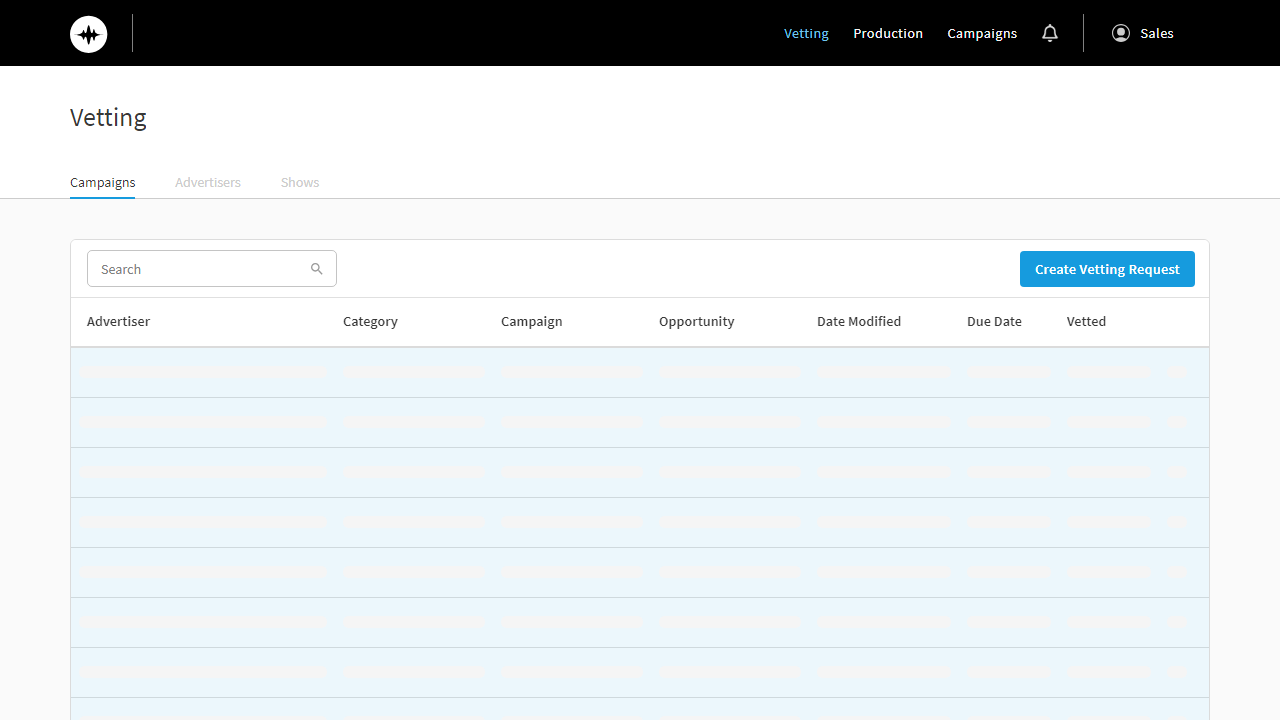 Vetting Production Campaigns Sales
Vetting
Campaigns Advertisers Shows
Search Create Vetting Request
Advertiser Category Campaign Opportunity Date Modified Due Date Vetted